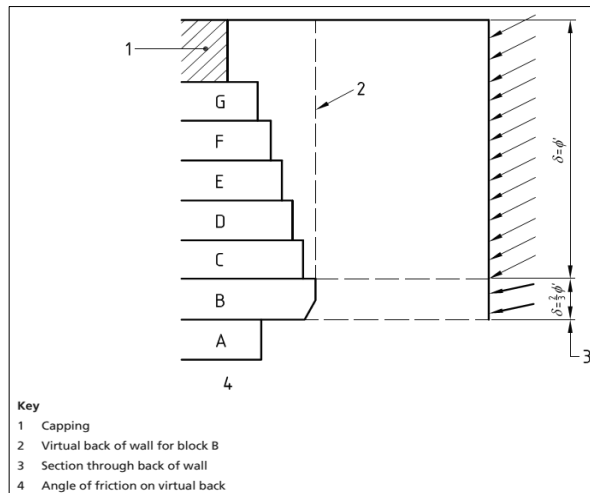 1
2
G
F
E
D
C
B
A
δ=φ'
δ=⅔φ'
3
4
Key
1 Capping
2 Virtual back of wall for block B
3 Section through back of wall
4 Angle of friction on virtual back